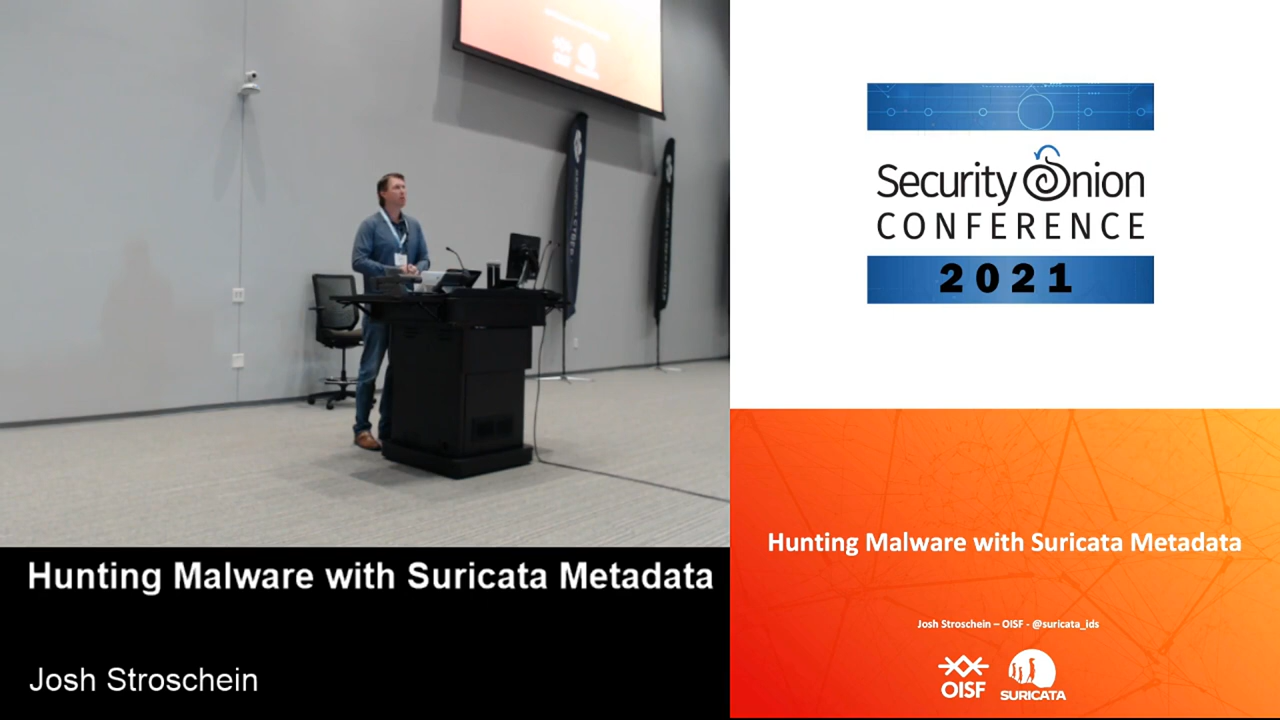 Security Onion
CONFERENCE
2021
Hunting Malware with Suricata Metadata
Josh Stroschein – OISF - @suricata_ids
OISF
SURICATA
Hunting Malware with Suricata Metadata
Josh Stroschein